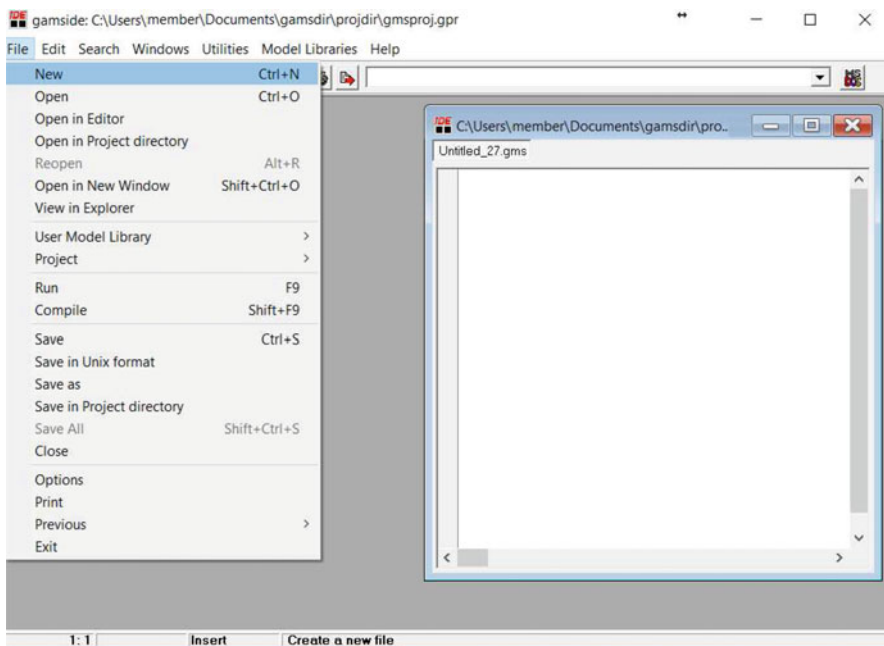 IDE gamside: C:\Users\member\Documents\gamsdir\projdir\gmsproj.gpr
File Edit Search Windows Utilities Model Libraries Help
New Ctrl+N
Open Ctrl+O
Open in Editor
Open in Project directory
Reopen Alt+R
Open in New Window Shift+Ctrl+O
View in Explorer
User Model Library
Project
Run F9
Compile Shift+F9
Save Ctrl+S
Save in Unix format
Save as
Save in Project directory
Save All Shift+Ctrl+S
Close
Options
Print
Previous
Exit
IDE C:\Users\member\Documents\gamsdir\pro..
Untitled_27.gms
1: 1 Insert Create a new file